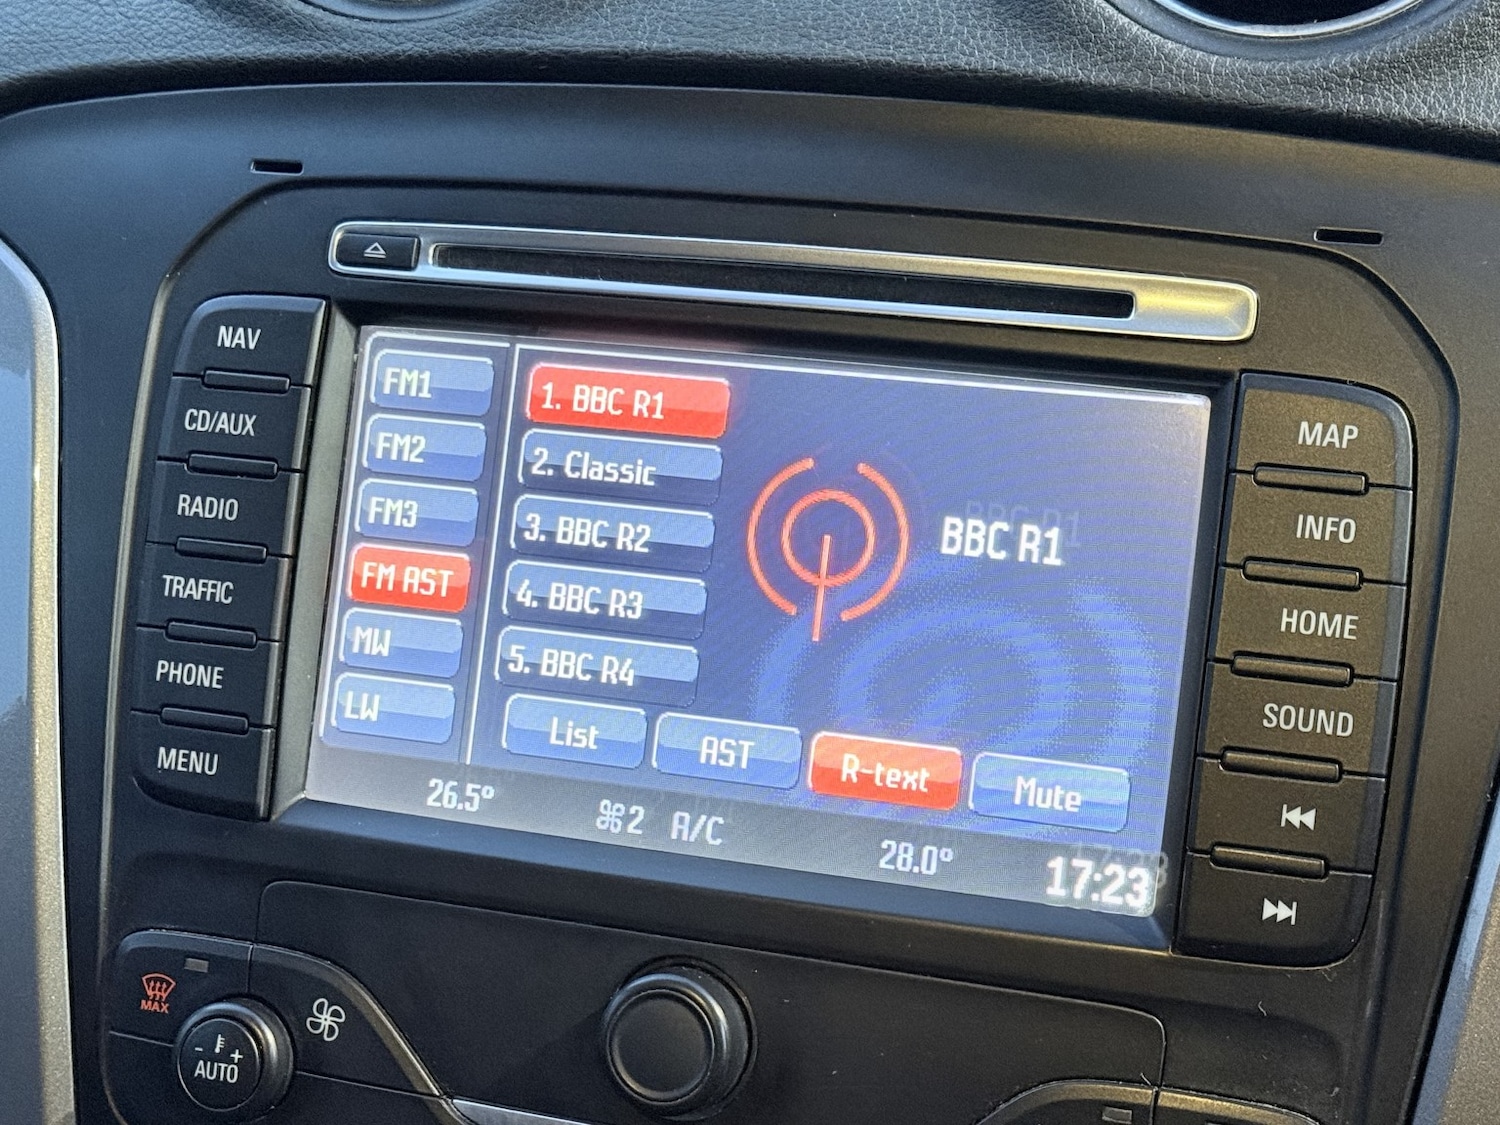 NAV
CD/AUX
RADIO
TRAFFIC
PHONE
MENU
FM1
FM2
FM3
FM AST
MW
LW
1. BBC R1
2. Classic
3. BBC R2
4. BBC R3
5. BBC R4
BBC R1
List
AST
R-text
Mute
26.5°
2 A/C
28.0°
17:23
MAP
INFO
HOME
SOUND
MAX
- +
AUTO